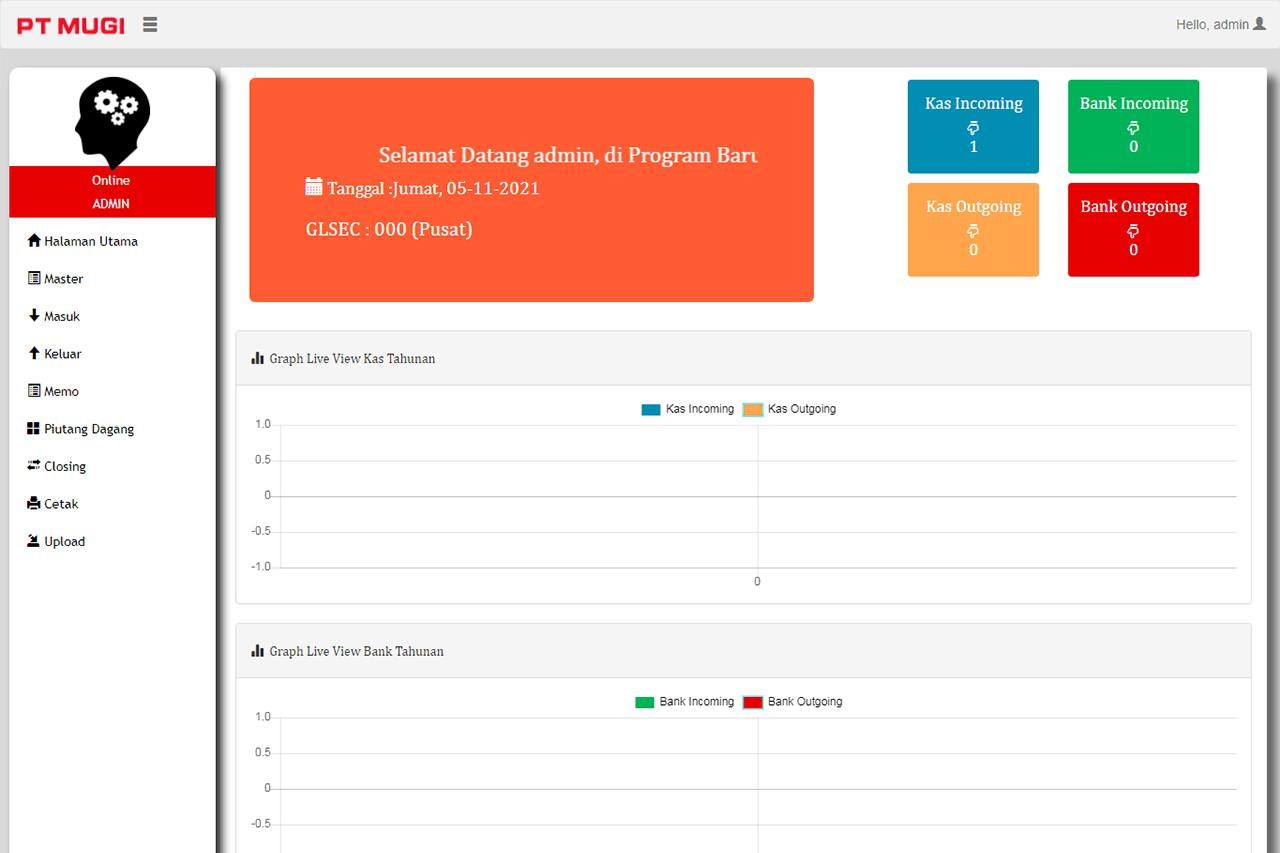 PT MUGI
Hello, admin
Online
ADMIN
Halaman Utama
Master
Masuk
Keluar
Memo
Piutang Dagang
Closing
Cetak
Upload
Selamat Datang admin, di Program Baru
Tanggal :Jumat, 05-11-2021
GLSEC : 000 (Pusat)
Kas Incoming
1
Bank Incoming
0
Kas Outgoing
0
Bank Outgoing
0
Graph Live View Kas Tahunan
Kas Incoming Kas Outgoing
1.0
0.5
0
-0.5
-1.0
0
Graph Live View Bank Tahunan
Bank Incoming Bank Outgoing
1.0
0.5
0
-0.5